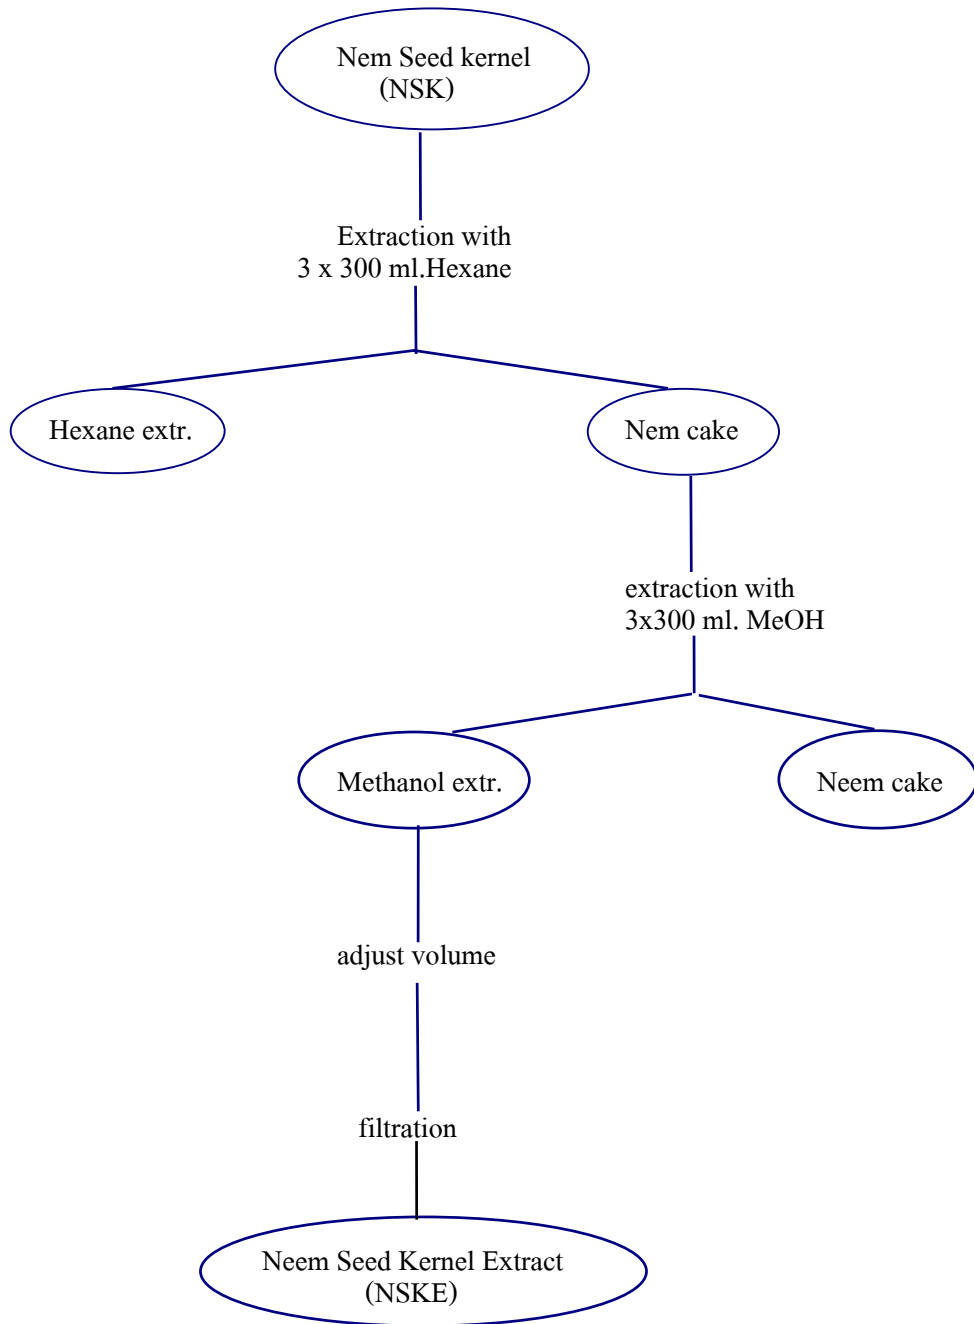 Nem Seed kernel
(NSK)
Extraction with
3 x 300 ml.Hexane
Hexane extr.
Nem cake
extraction with
3x300 ml. MeOH
Methanol extr.
Neem cake
adjust volume
filtration
Neem Seed Kernel Extract
(NSKE)